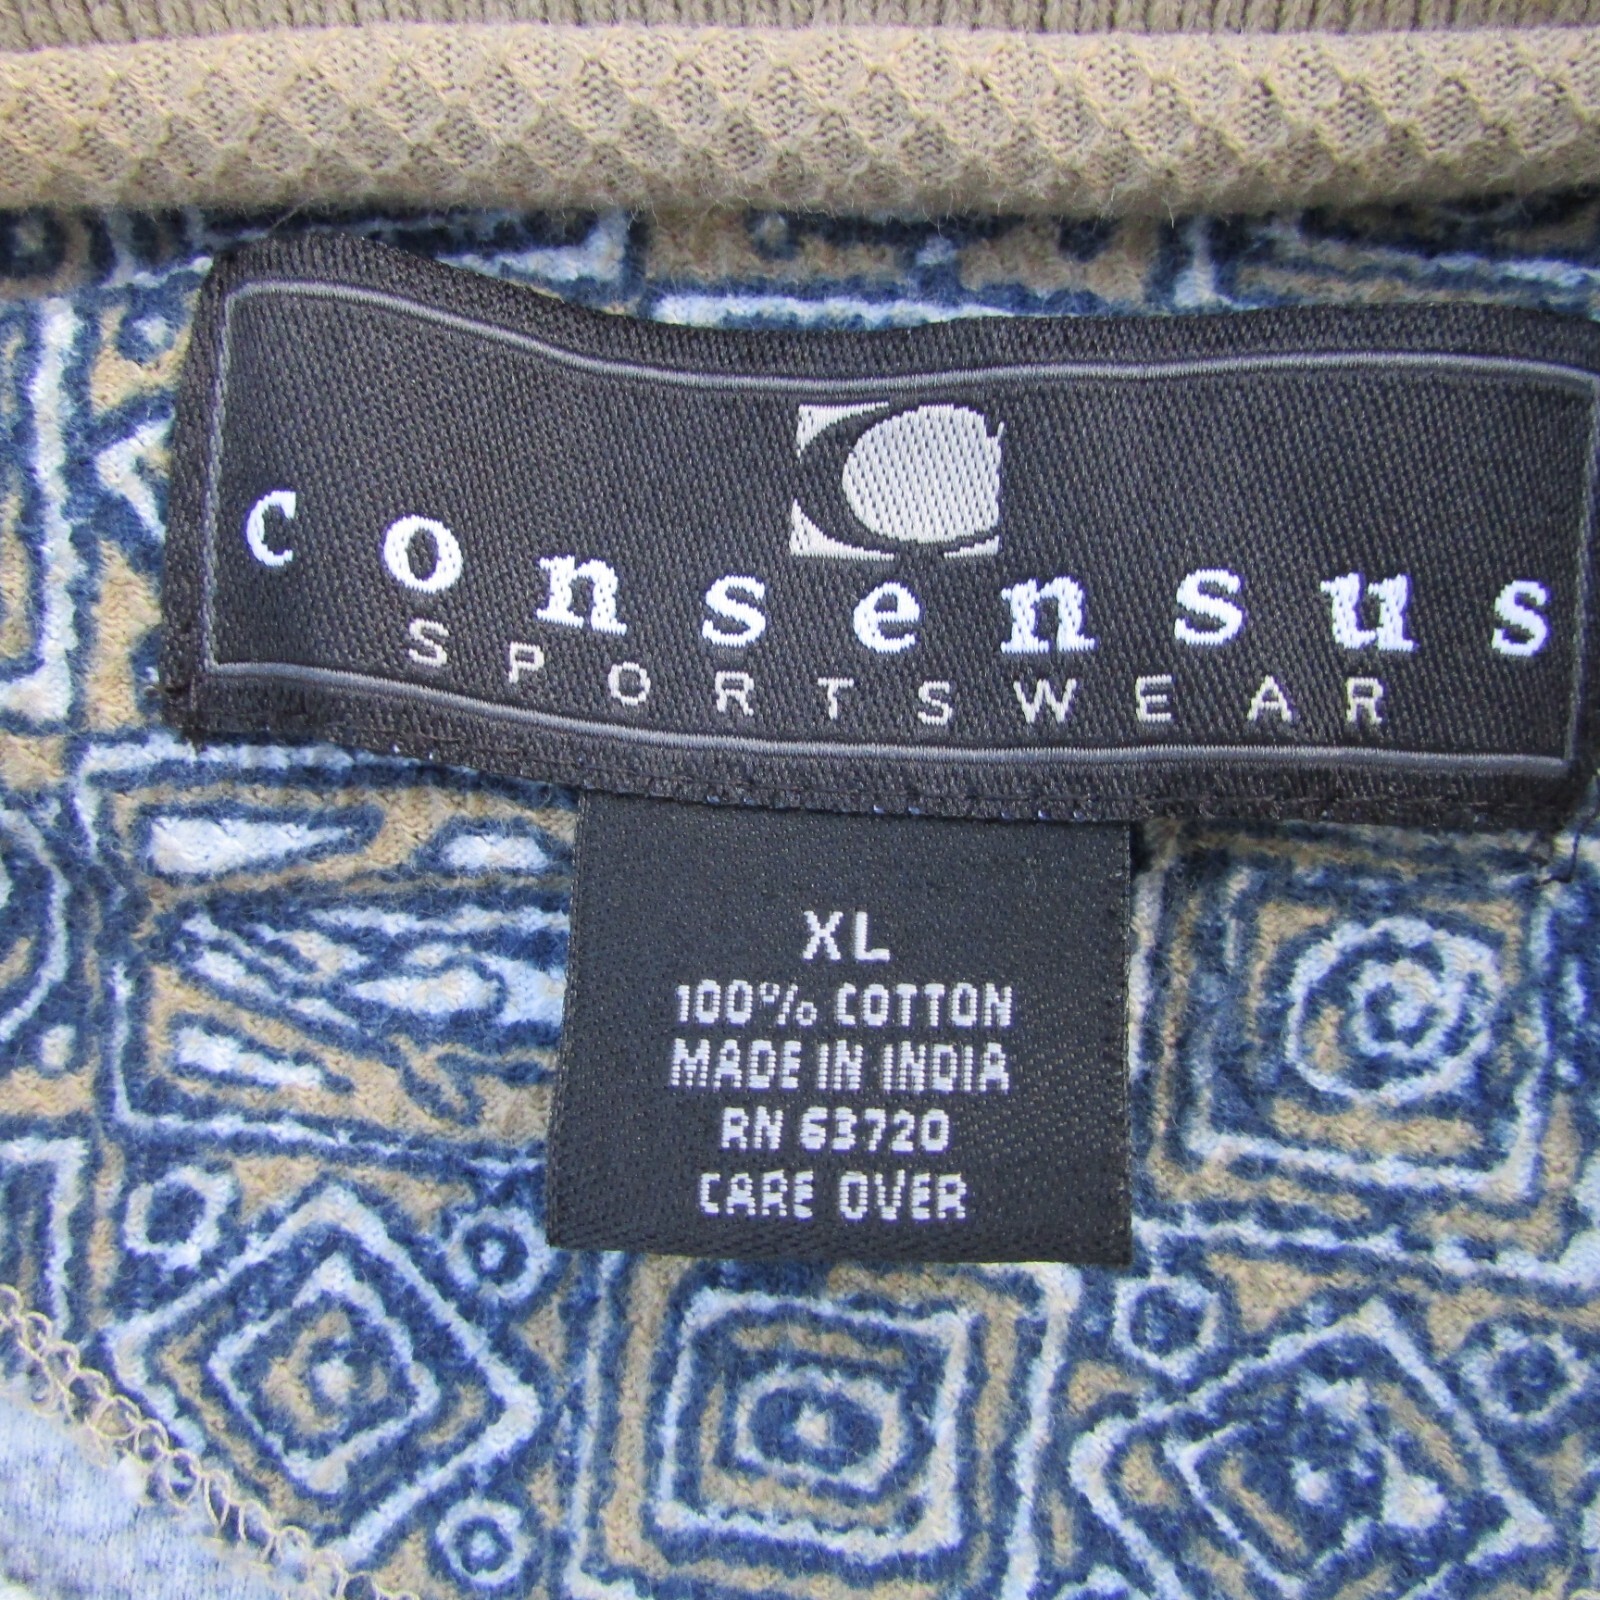 consensus
SPORTSWEAR
XL
100% COTTON
MADE IN INDIA
RN 63720
CARE OVER